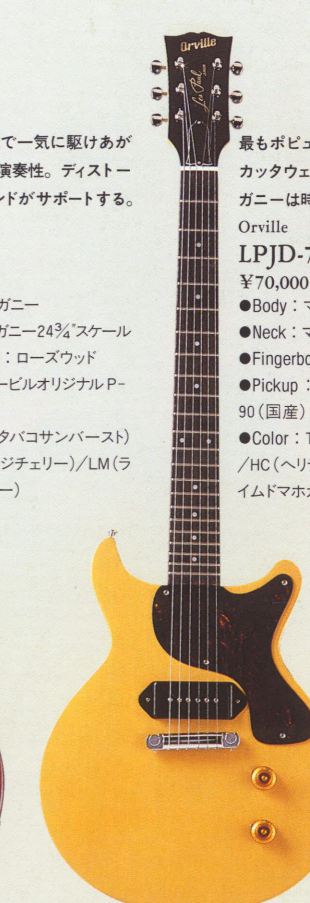 Orville
Les Paul
で一気に駆けあが
演奏性。ディストー
ンドがサポートする。
ガニー
ガニー24¾"スケール
：ローズウッド
ービルオリジナルP-
タバコサンバースト)
ジチェリー)/LM(ラ
ー)
最もポピュ
カッタウェ
ガニーは時
Orville
LPJD-7
¥70,000
●Body：マ
●Neck：マ
●Fingerbo
●Pickup：
90(国産)
●Color：T
/HC(ヘリ
イムドマホガ